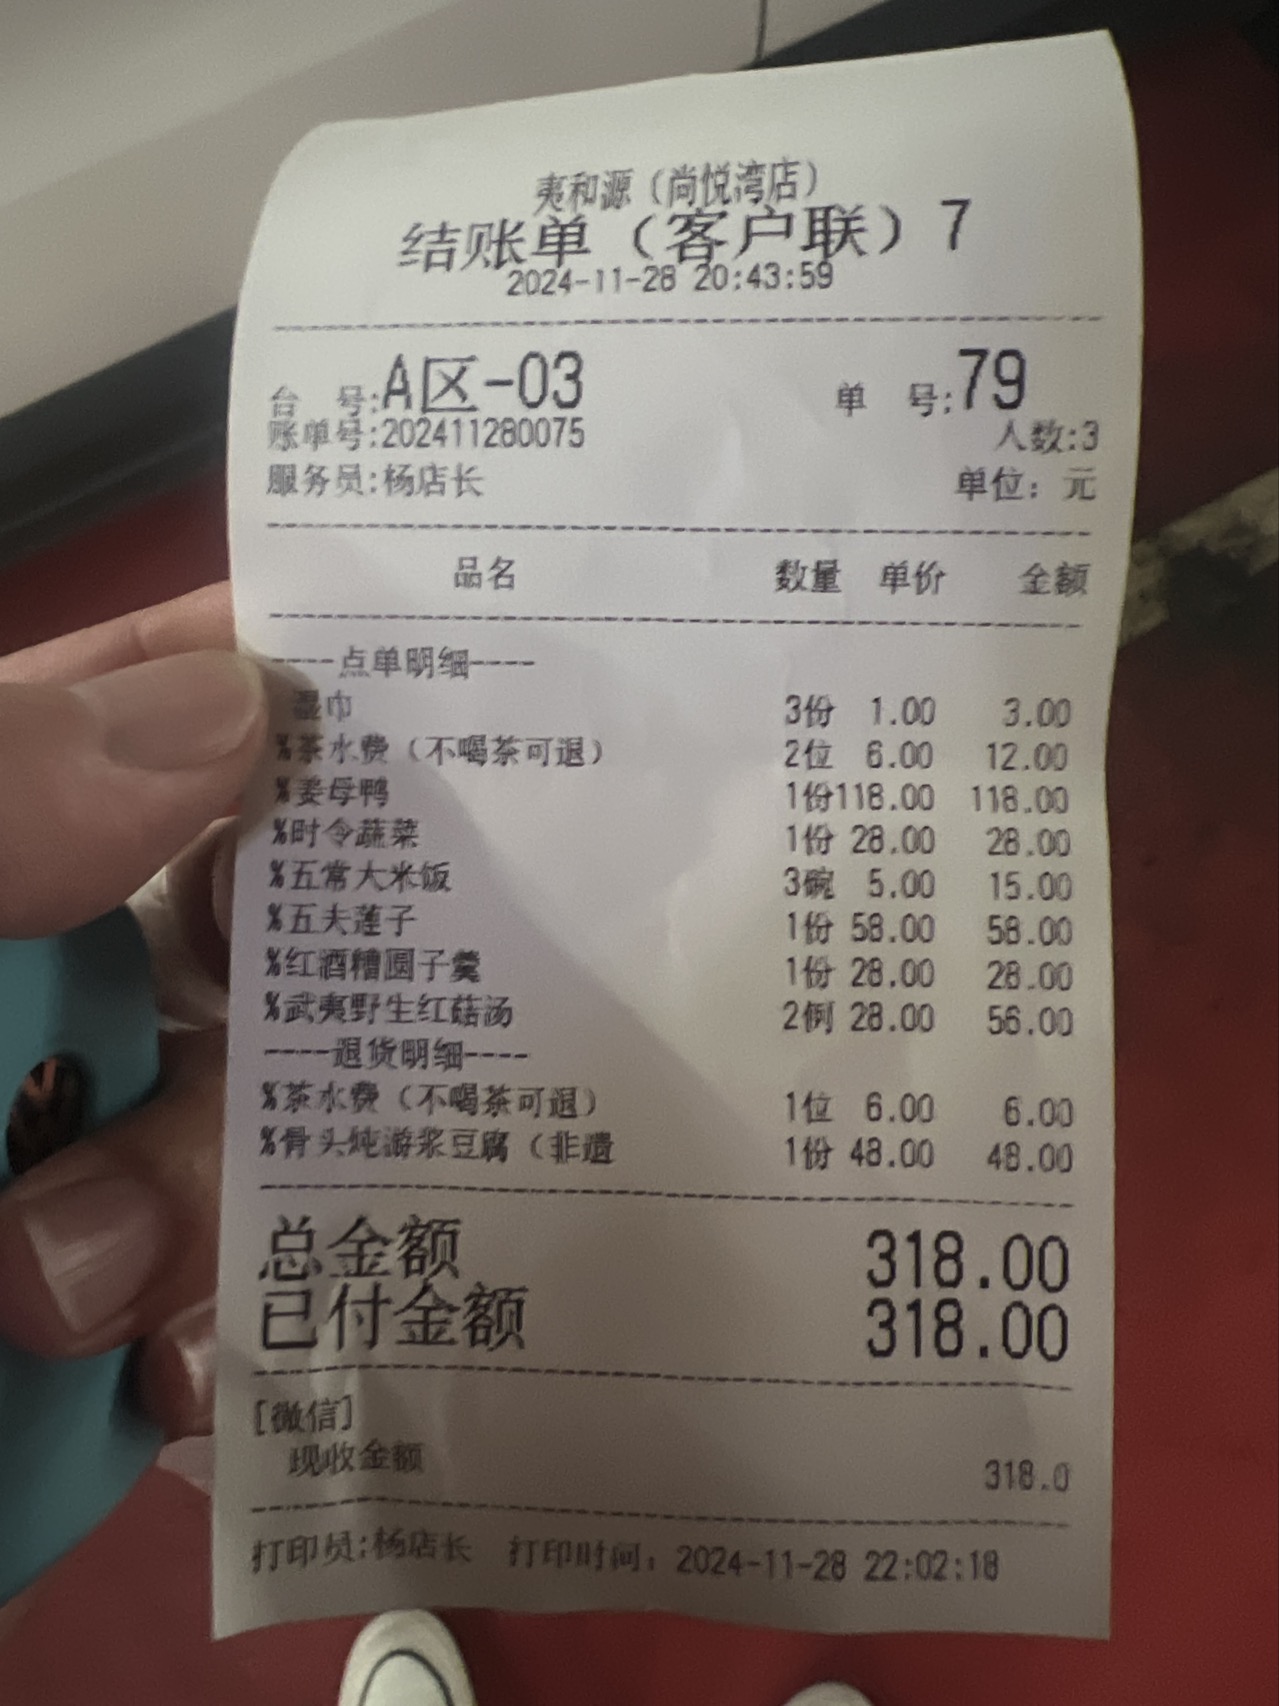 夷和源（尚悦湾店）
结账单（客户联）7
2024-11-28 20:43:59
台 号:A区-03 单 号:79
账单号:202411280075 人数:3
服务员:杨店长 单位：元
品名 数量 单价 金额
----点单明细----
湿巾 3份 1.00 3.00
%茶水费（不喝茶可退） 2位 6.00 12.00
%姜母鸭 1份118.00 118.00
%时令蔬菜 1份 28.00 28.00
%五常大米饭 3碗 5.00 15.00
%五夫莲子 1份 58.00 58.00
%红酒糟圆子羹 1份 28.00 28.00
%武夷野生红菇汤 2例 28.00 56.00
----退货明细----
%茶水费（不喝茶可退） 1位 6.00 6.00
%骨头炖游浆豆腐（非遗 1份 48.00 48.00
总金额 318.00
已付金额 318.00
[微信]
现收金额 318.0
打印员:杨店长 打印时间：2024-11-28 22:02:18